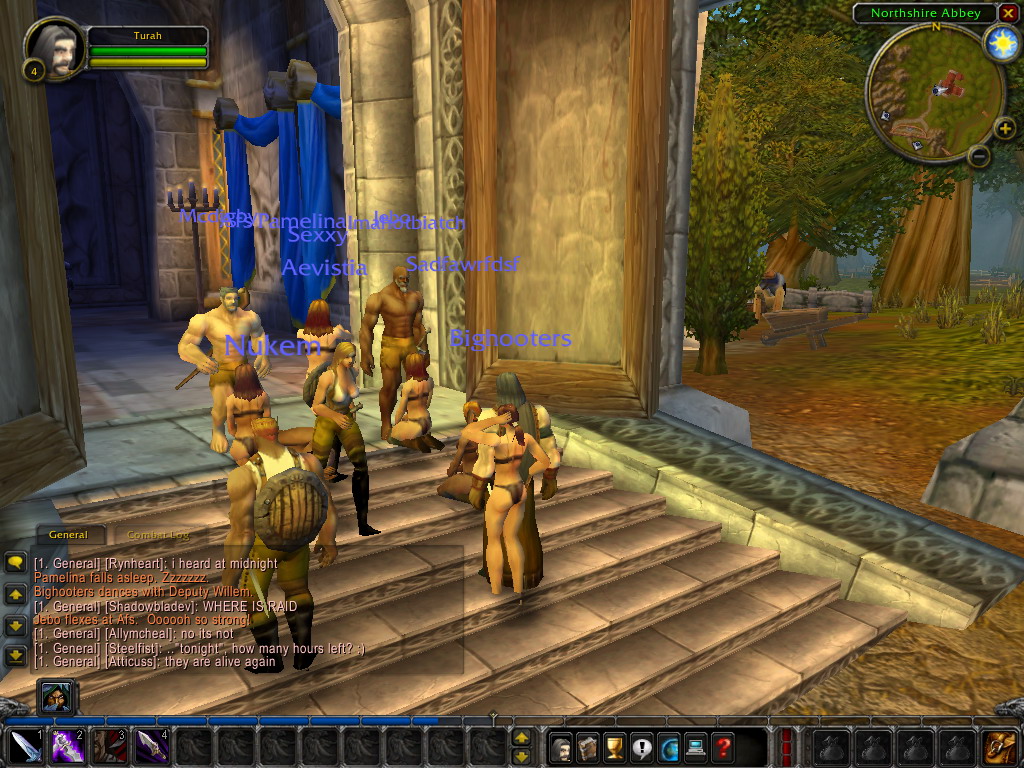 Turah
4
Northshire Abbey
N
Pamelina
Jebo
Sexxy
Aevistia
Sadfawrfdsf
Nukem
Bighooters
General
Combat Log
[1. General] [Rynheart]: i heard at midnight
Pamelina falls asleep. Zzzzzzz.
Bighooters dances with Deputy Willem.
[1. General] [Shadowbladev]: WHERE IS RAID
Jebo flexes at Afs. Oooooh so strong!
[1. General] [Allymcheal]: no its not
[1. General] [Steelfist]: .. "tonight", how many hours left? :)
[1. General] [Atticuss]: they are alive again
1 2 3 4
?